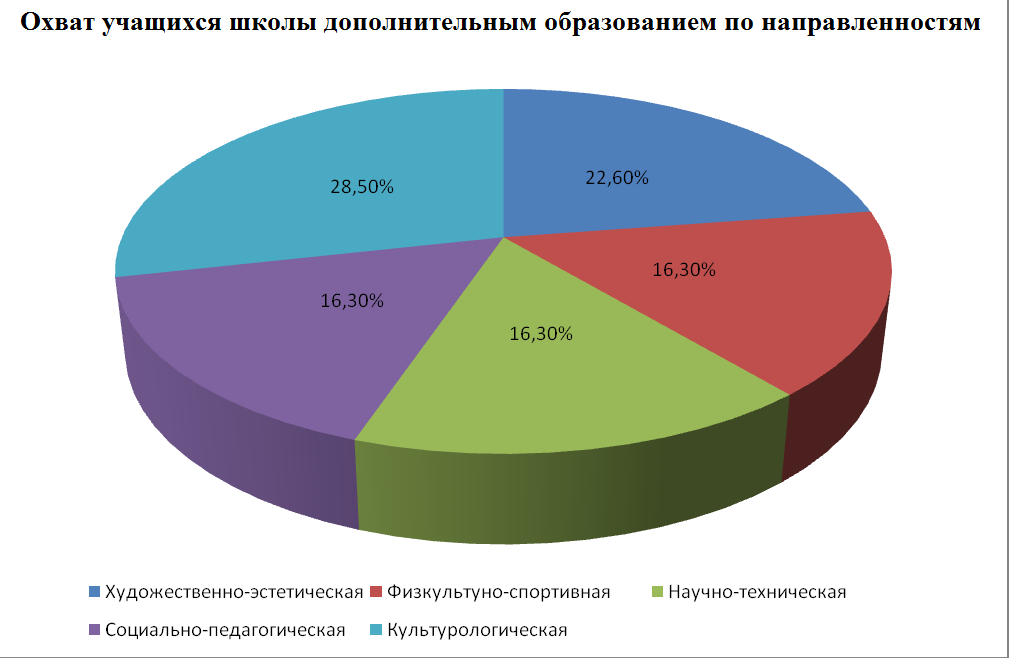 Охват учащихся школы дополнительным образованием по направленностям
28,50%
22,60%
16,30%
16,30%
16,30%
Художественно-эстетическая Физкультуно-спортивная Научно-техническая
Социально-педагогическая Культурологическая